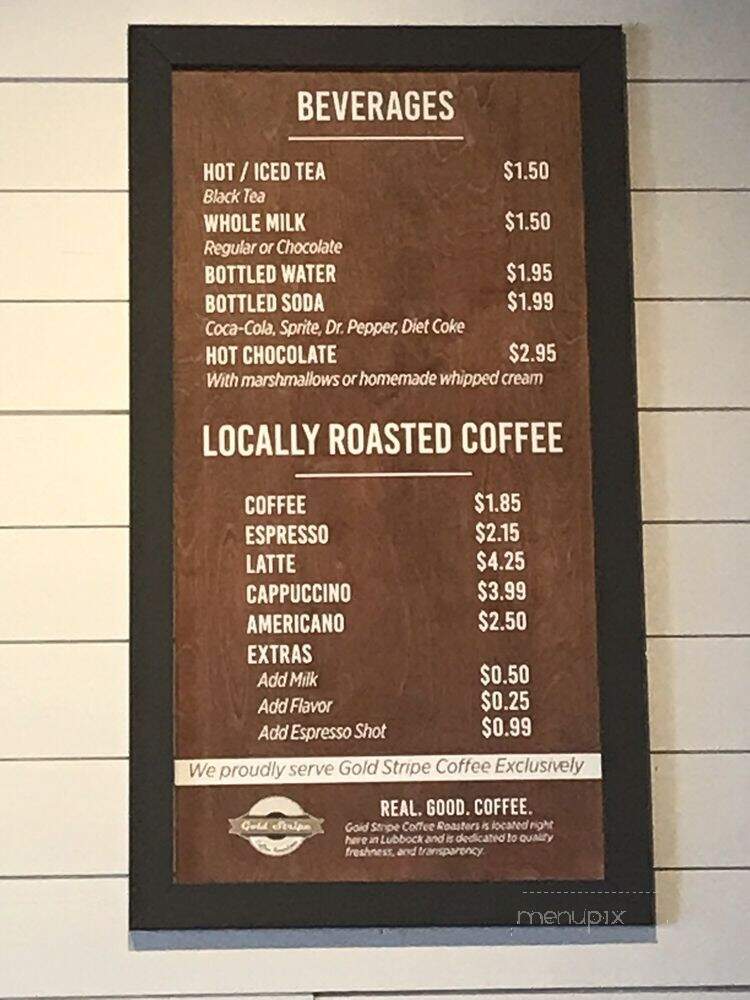 BEVERAGES
HOT / ICED TEA $1.50
Black Tea
WHOLE MILK $1.50
Regular or Chocolate
BOTTLED WATER $1.95
BOTTLED SODA $1.99
Coca-Cola, Sprite, Dr. Pepper, Diet Coke
HOT CHOCOLATE $2.95
With marshmallows or homemade whipped cream
LOCALLY ROASTED COFFEE
COFFEE $1.85
ESPRESSO $2.15
LATTE $4.25
CAPPUCCINO $3.99
AMERICANO $2.50
EXTRAS
Add Milk $0.50
Add Flavor $0.25
Add Espresso Shot $0.99
We proudly serve Gold Stripe Coffee Exclusively
Gold Stripe
REAL. GOOD. COFFEE.
Gold Stripe Coffee Roasters is located right
here in Lubbock and is dedicated to quality
freshness, and transparency.
menupix